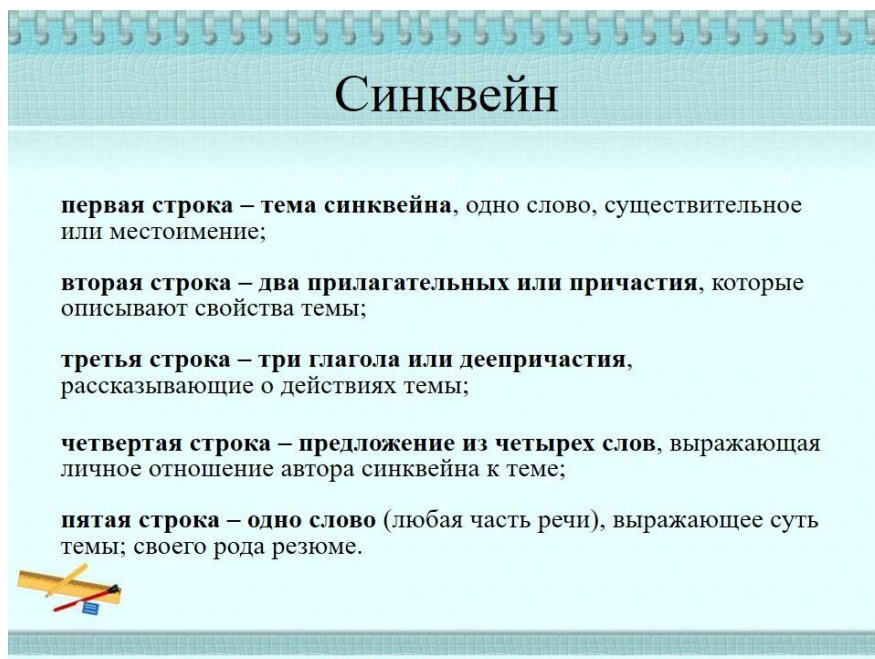 Синквейн
первая строка – тема синквейна, одно слово, существительное
или местоимение;
вторая строка – два прилагательных или причастия, которые
описывают свойства темы;
третья строка – три глагола или деепричастия,
рассказывающие о действиях темы;
четвертая строка – предложение из четырех слов, выражающая
личное отношение автора синквейна к теме;
пятая строка – одно слово (любая часть речи), выражающее суть
темы; своего рода резюме.